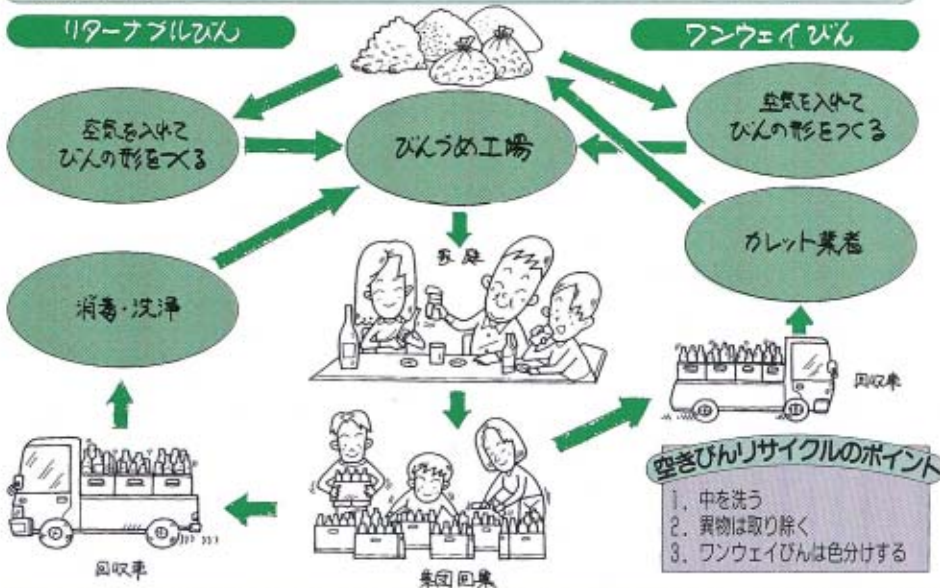 リターナブルびん
ワンウェイびん
空気を入れて
びんの形をつくる
びんづめ工場
空気を入れて
びんの形をつくる
家庭
カレット業者
消毒・洗浄
回収車
回収車
集団回集
空きびんリサイクルのポイント
1. 中を洗う
2. 異物は取り除く
3. ワンウェイびんは色分けする